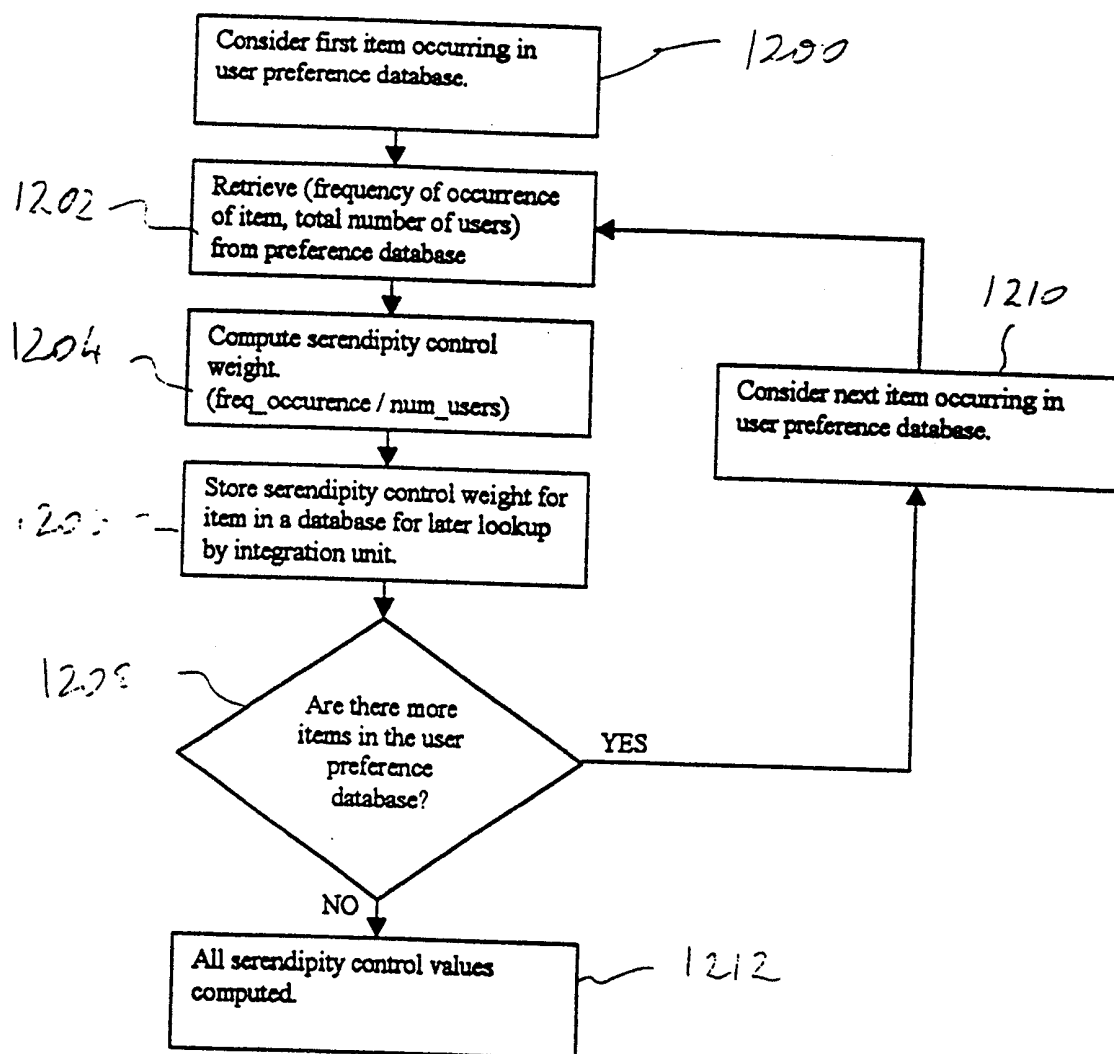 Consider first item occurring in
user preference database.
1200
Retrieve (frequency of occurrence
of item, total number of users)
from preference database
1202
Compute serendipity control
weight.
(freq_occurence / num_users)
1204
1210
Consider next item occurring in
user preference database.
Store serendipity control weight for
item in a database for later lookup
by integration unit.
1208
Are there more
items in the user
preference
database?
YES
NO
All serendipity control values
computed.
1212